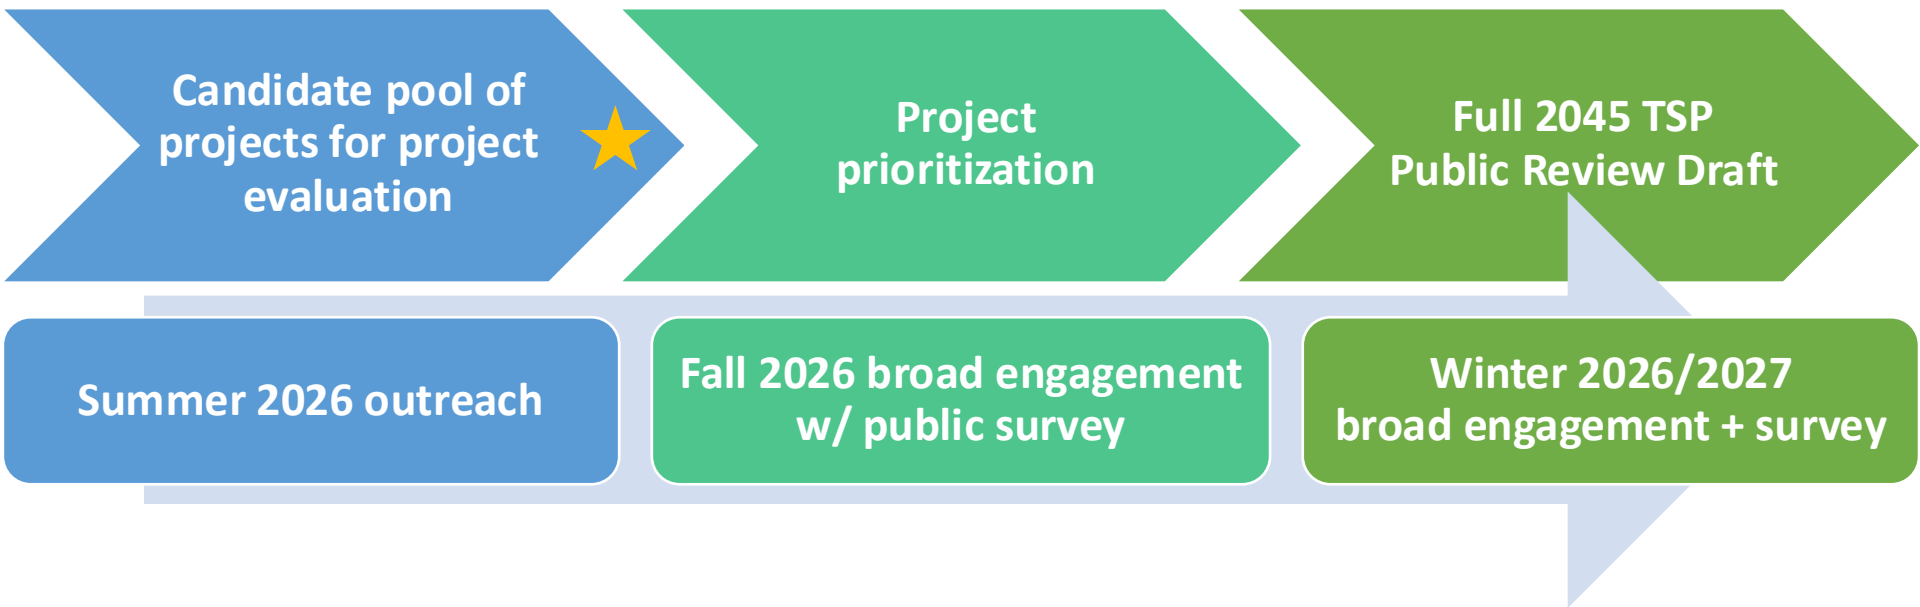 Candidate pool of
projects for project
evaluation
Project
prioritization
Full 2045 TSP
Public Review Draft
Summer 2026 outreach
Fall 2026 broad engagement
w/ public survey
Winter 2026/2027
broad engagement + survey